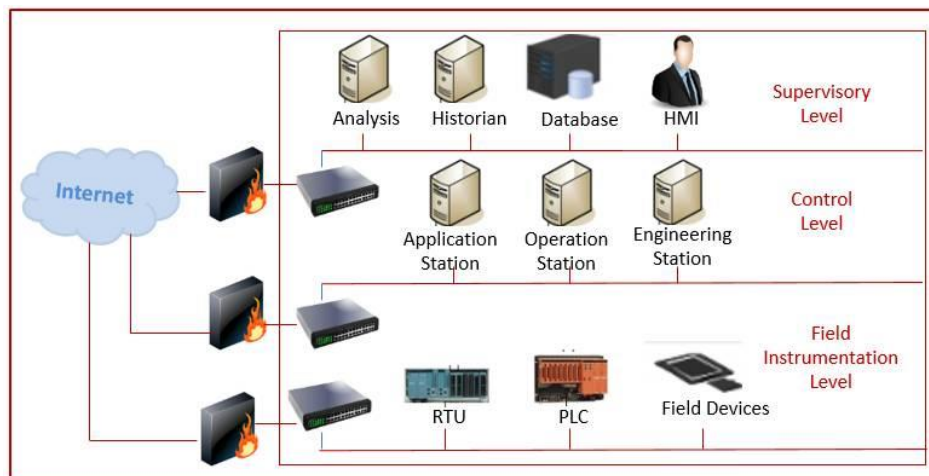 Supervisory
Level
Analysis
Historian
Database
HMI
Internet
Control
Level
Application
Station
Operation
Station
Engineering
Station
Field
Instrumentation
Level
RTU
PLC
Field Devices